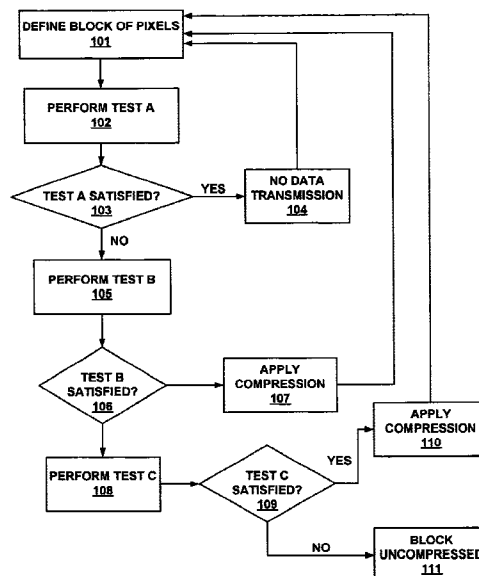 DEFINE BLOCK OF PIXELS
101
PERFORM TEST A
102
TEST A SATISFIED?
103
YES
NO DATA
TRANSMISSION
104
NO
PERFORM TEST B
105
TEST B
SATISFIED?
106
APPLY
COMPRESSION
107
PERFORM TEST C
108
TEST C
SATISFIED?
109
YES
APPLY
COMPRESSION
110
NO
BLOCK
UNCOMPRESSED
111